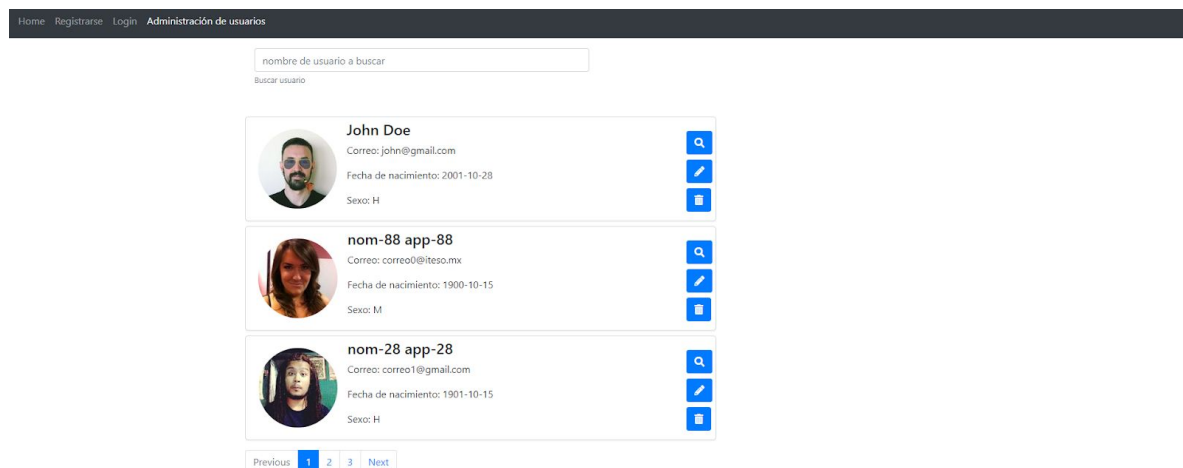 Home Registrarse Login Administración de usuarios
nombre de usuario a buscar
Buscar usuario
John Doe
Correo: john@gmail.com
Fecha de nacimiento: 2001-10-28
Sexo: H
nom-88 app-88
Correo: correo0@iteso.mx
Fecha de nacimiento: 1900-10-15
Sexo: M
nom-28 app-28
Correo: correo1@gmail.com
Fecha de nacimiento: 1901-10-15
Sexo: H
Previous 1 2 3 Next